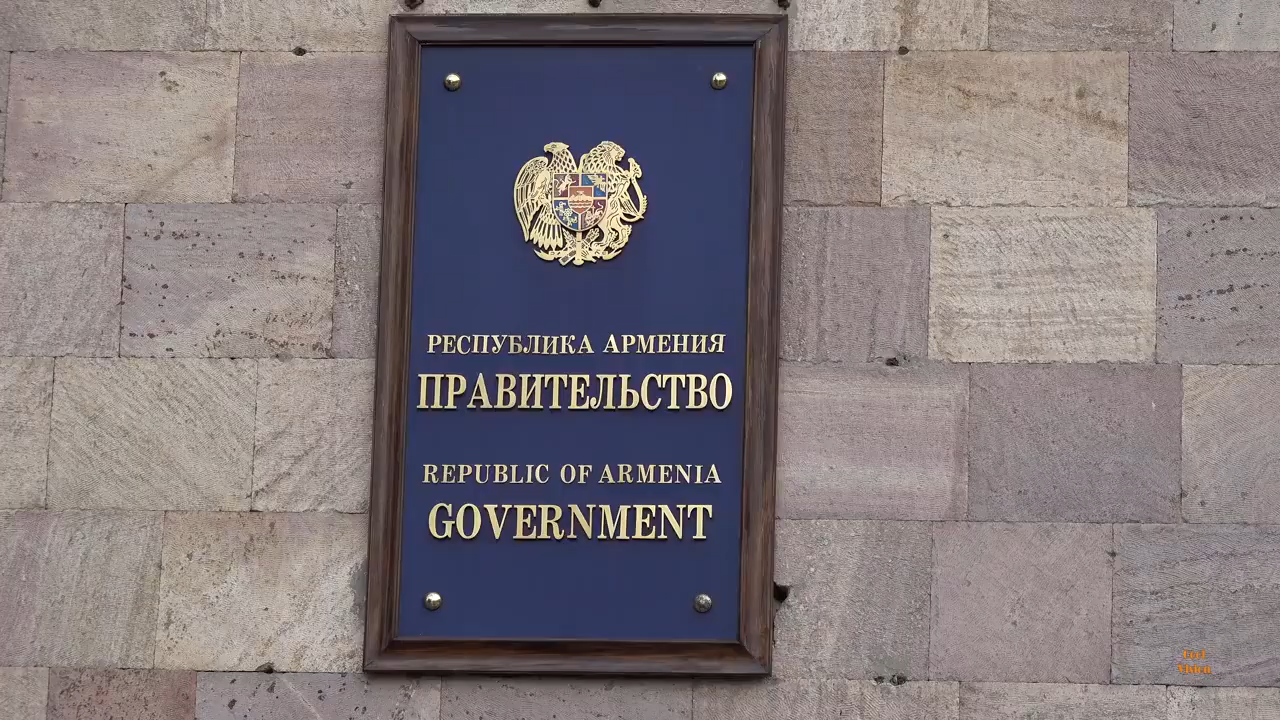 РЕСПУБЛИКА АРМЕНИЯ
ПРАВИТЕЛЬСТВО
REPUBLIC OF ARMENIA
GOVERNMENT